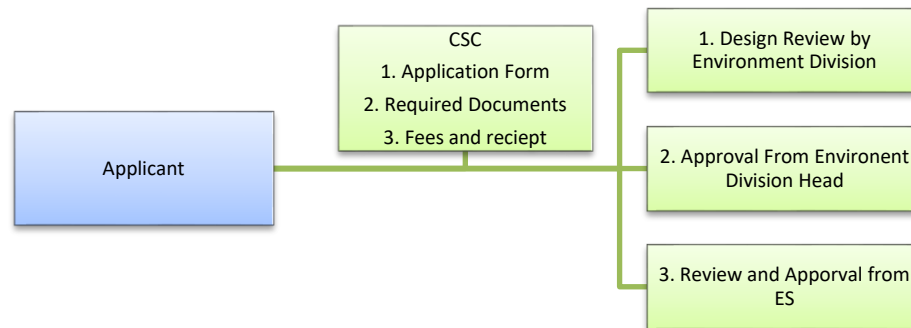 Applicant
CSC
1. Application Form
2. Required Documents
3. Fees and reciept
1. Design Review by
Environment Division
2. Approval From Environent
Division Head
3. Review and Apporval from
ES